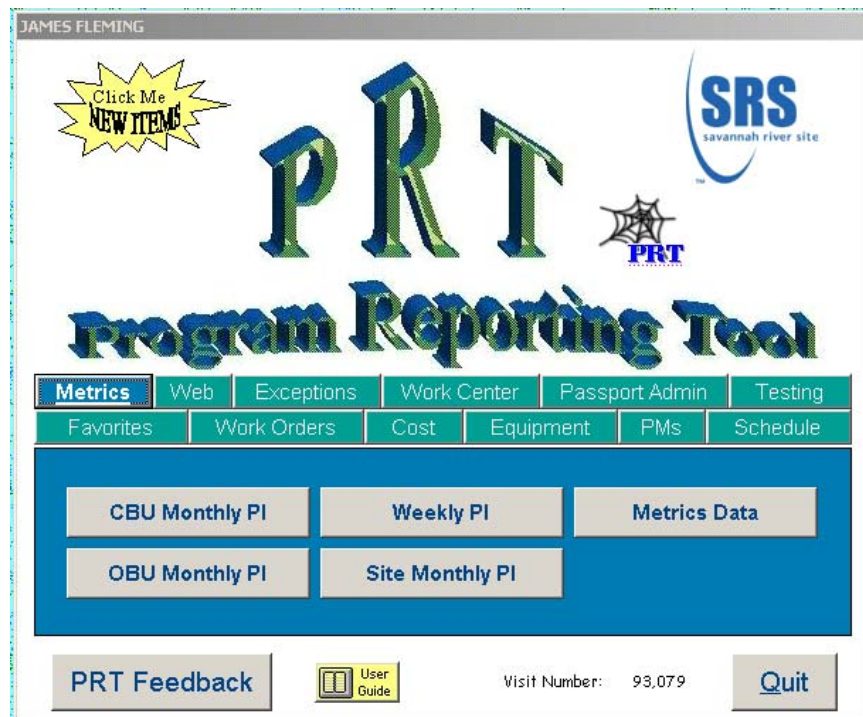 JAMES FLEMING
Click Me
NEW ITEMS
PRT
SRS
savannah river site
TM
PRT
Program Reporting Tool
Metrics Web Exceptions Work Center Passport Admin Testing
Favorites Work Orders Cost Equipment PMs Schedule
CBU Monthly PI Weekly PI Metrics Data
OBU Monthly PI Site Monthly PI
PRT Feedback User Guide Visit Number: 93,079 Quit